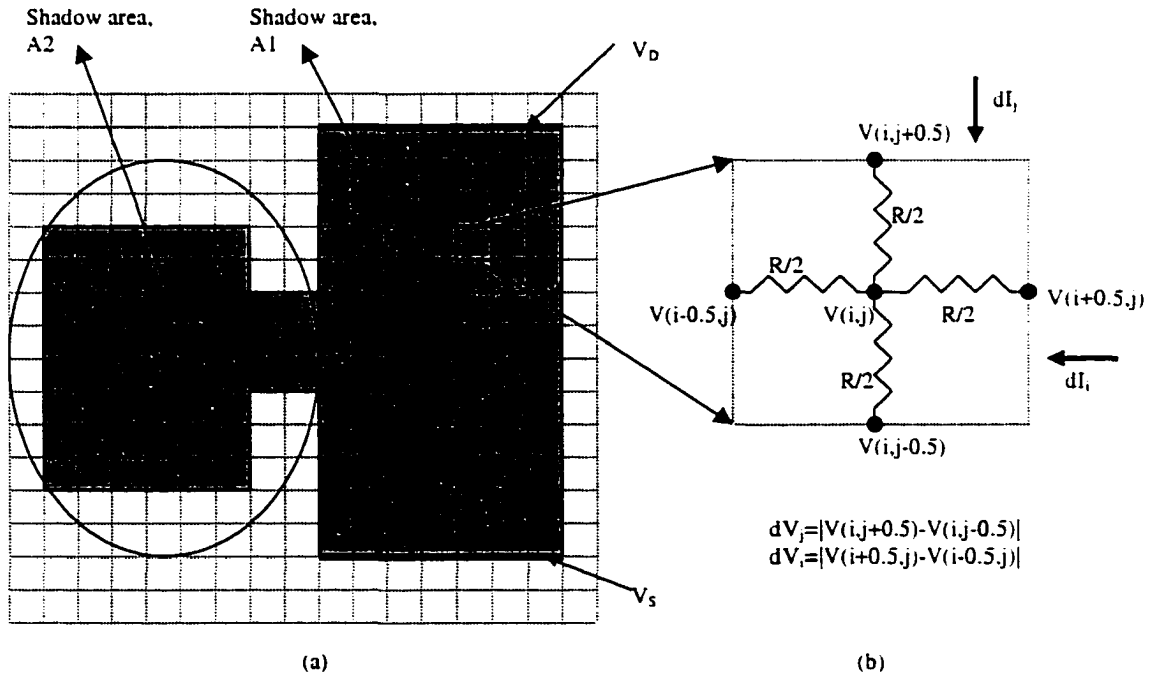 Shadow area,
A2
Shadow area,
A1
V_D
V_S
(a)
dI_j
V(i,j+0.5)
R/2
R/2
V(i-0.5,j)
V(i,j)
R/2
V(i+0.5,j)
R/2
dI_i
V(i,j-0.5)
dV_j=|V(i,j+0.5)-V(i,j-0.5)|
dV_i=|V(i+0.5,j)-V(i-0.5,j)|
(b)